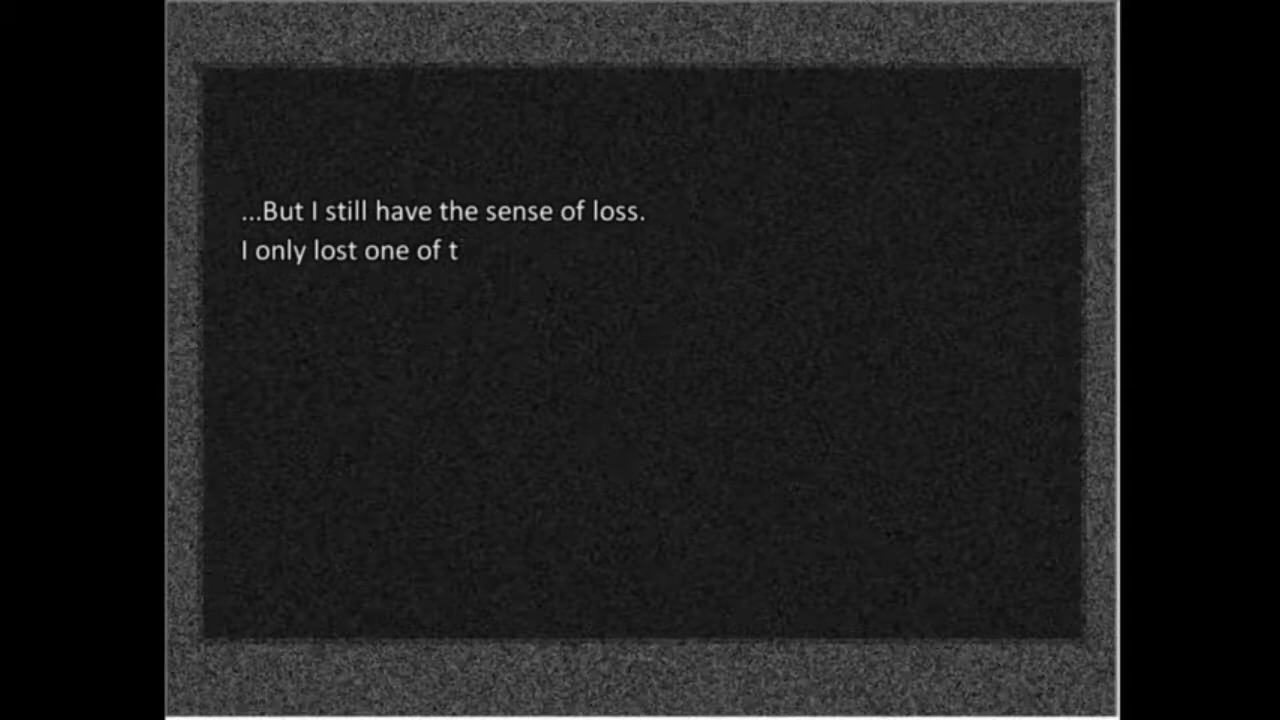 ...But I still have the sense of loss.
I only lost one of t